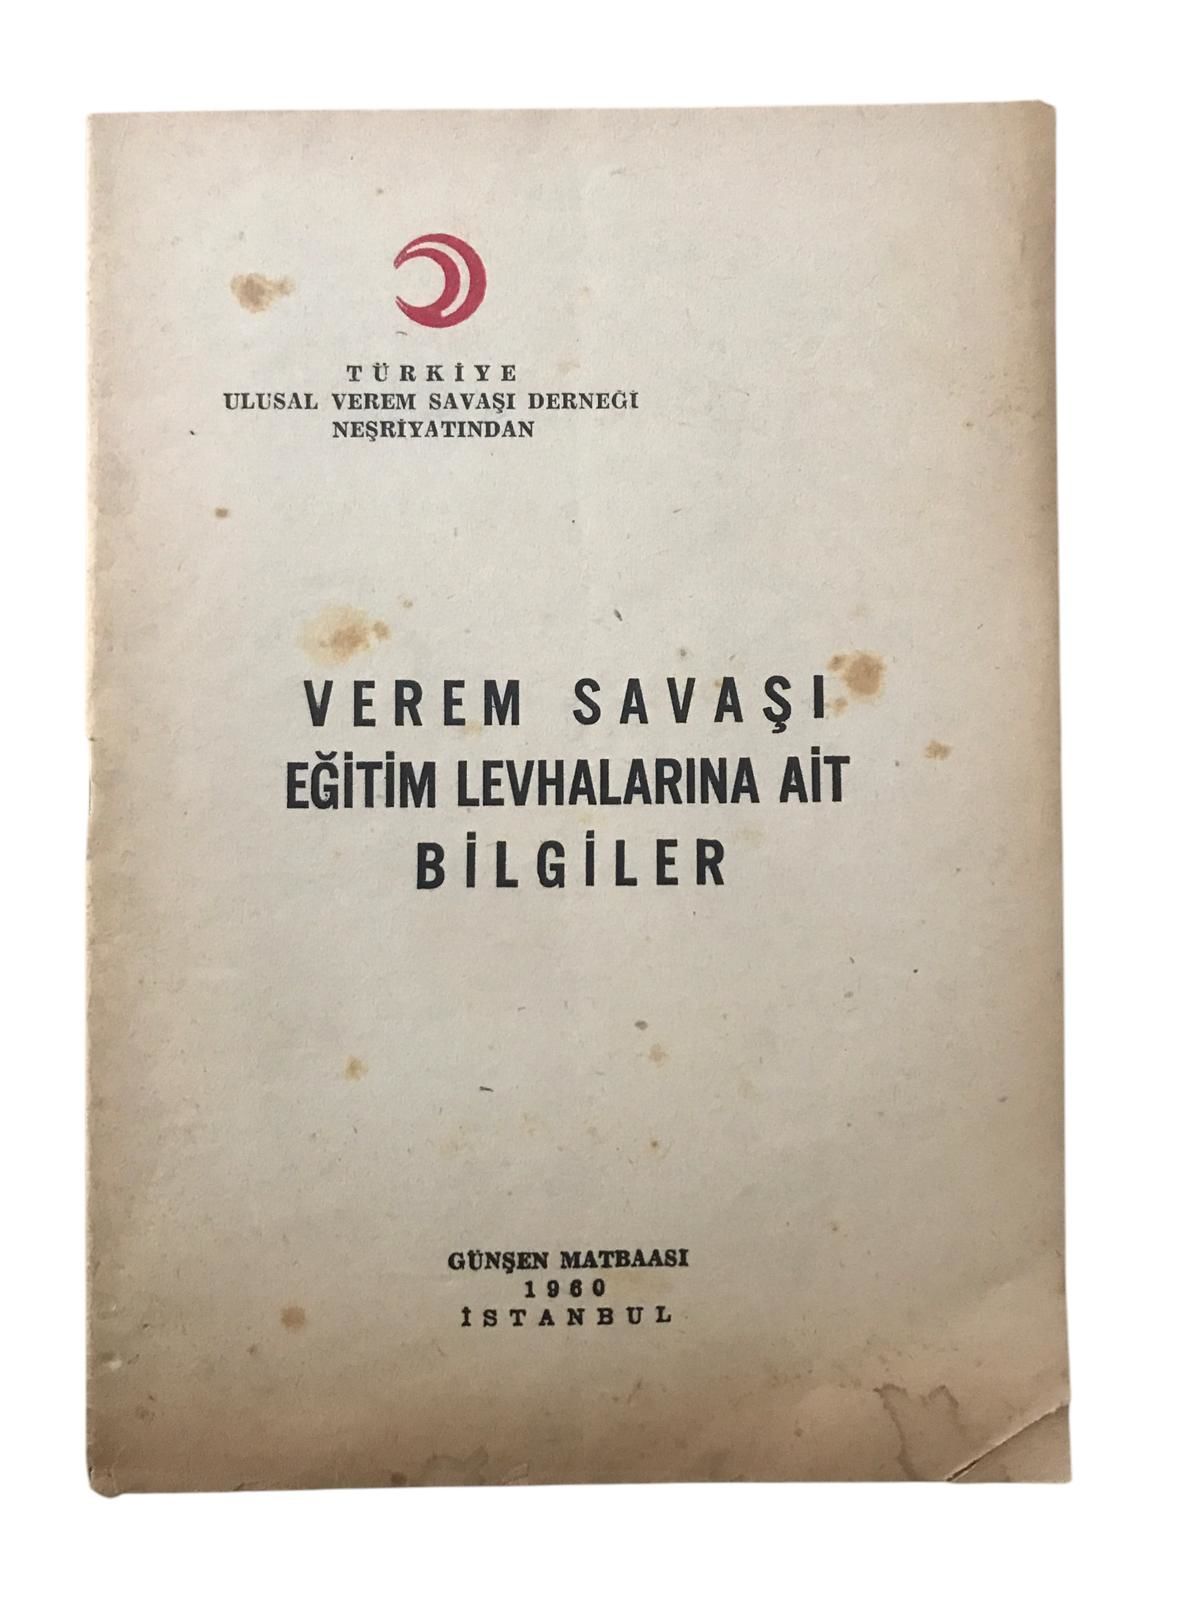 TÜRKİYE
ULUSAL VEREM SAVAŞI DERNEĞİ
NEŞRİYATINDAN
VEREM SAVAŞI
EĞİTİM LEVHALARINA AİT
BİLGİLER
GÜNŞEN MATBAASI
1960
İSTANBUL